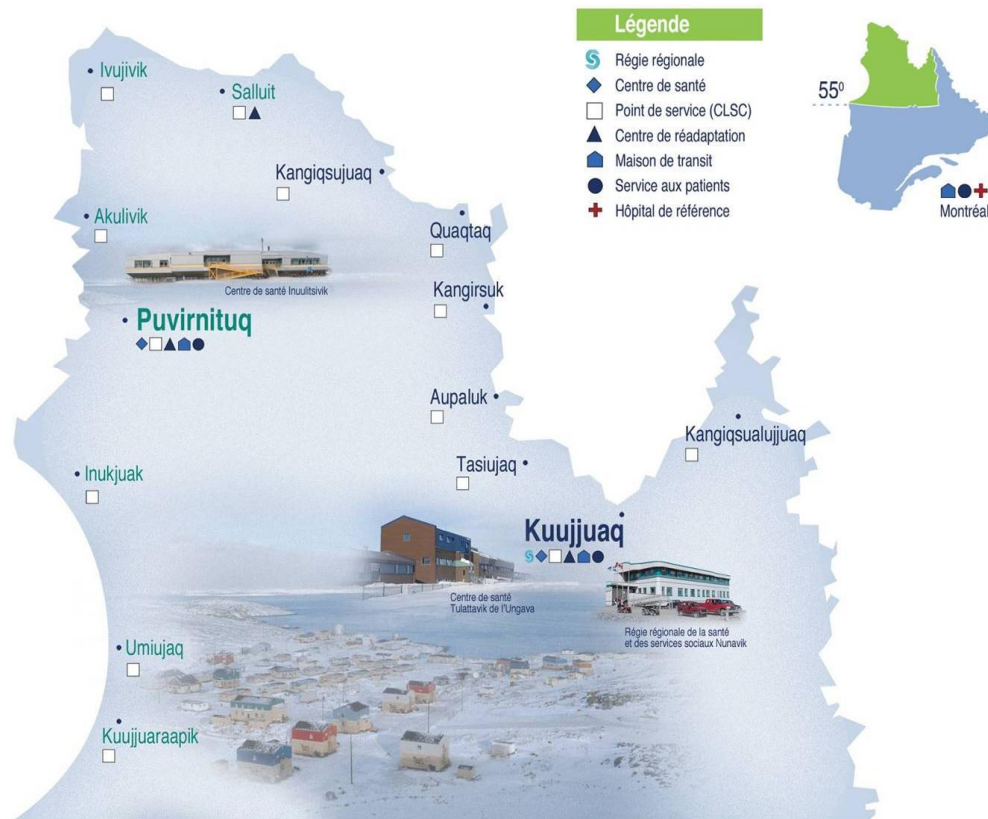 Légende
Régie régionale
Centre de santé
Point de service (CLSC)
Centre de réadaptation
Maison de transit
Service aux patients
Hôpital de référence
55º
Montréal
Ivujivik
Salluit
Kangiqsujuaq
Akulivik
Quaqtaq
Centre de santé Inuulitsivik
Kangirsuk
Puvirnituq
Aupaluk
Kangiqsualujjuaq
Tasiujaq
Inukjuak
Kuujjuaq
Centre de santé
Tulattavik de l'Ungava
Régie régionale de la santé
et des services sociaux Nunavik
Umiujaq
Kuujjuaraapik